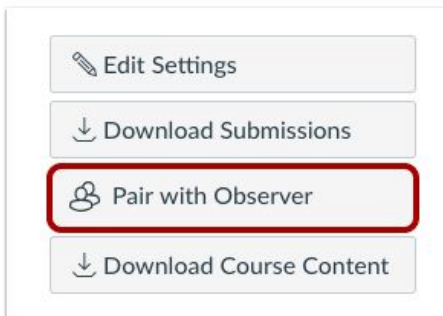 Edit Settings
Download Submissions
Pair with Observer
Download Course Content